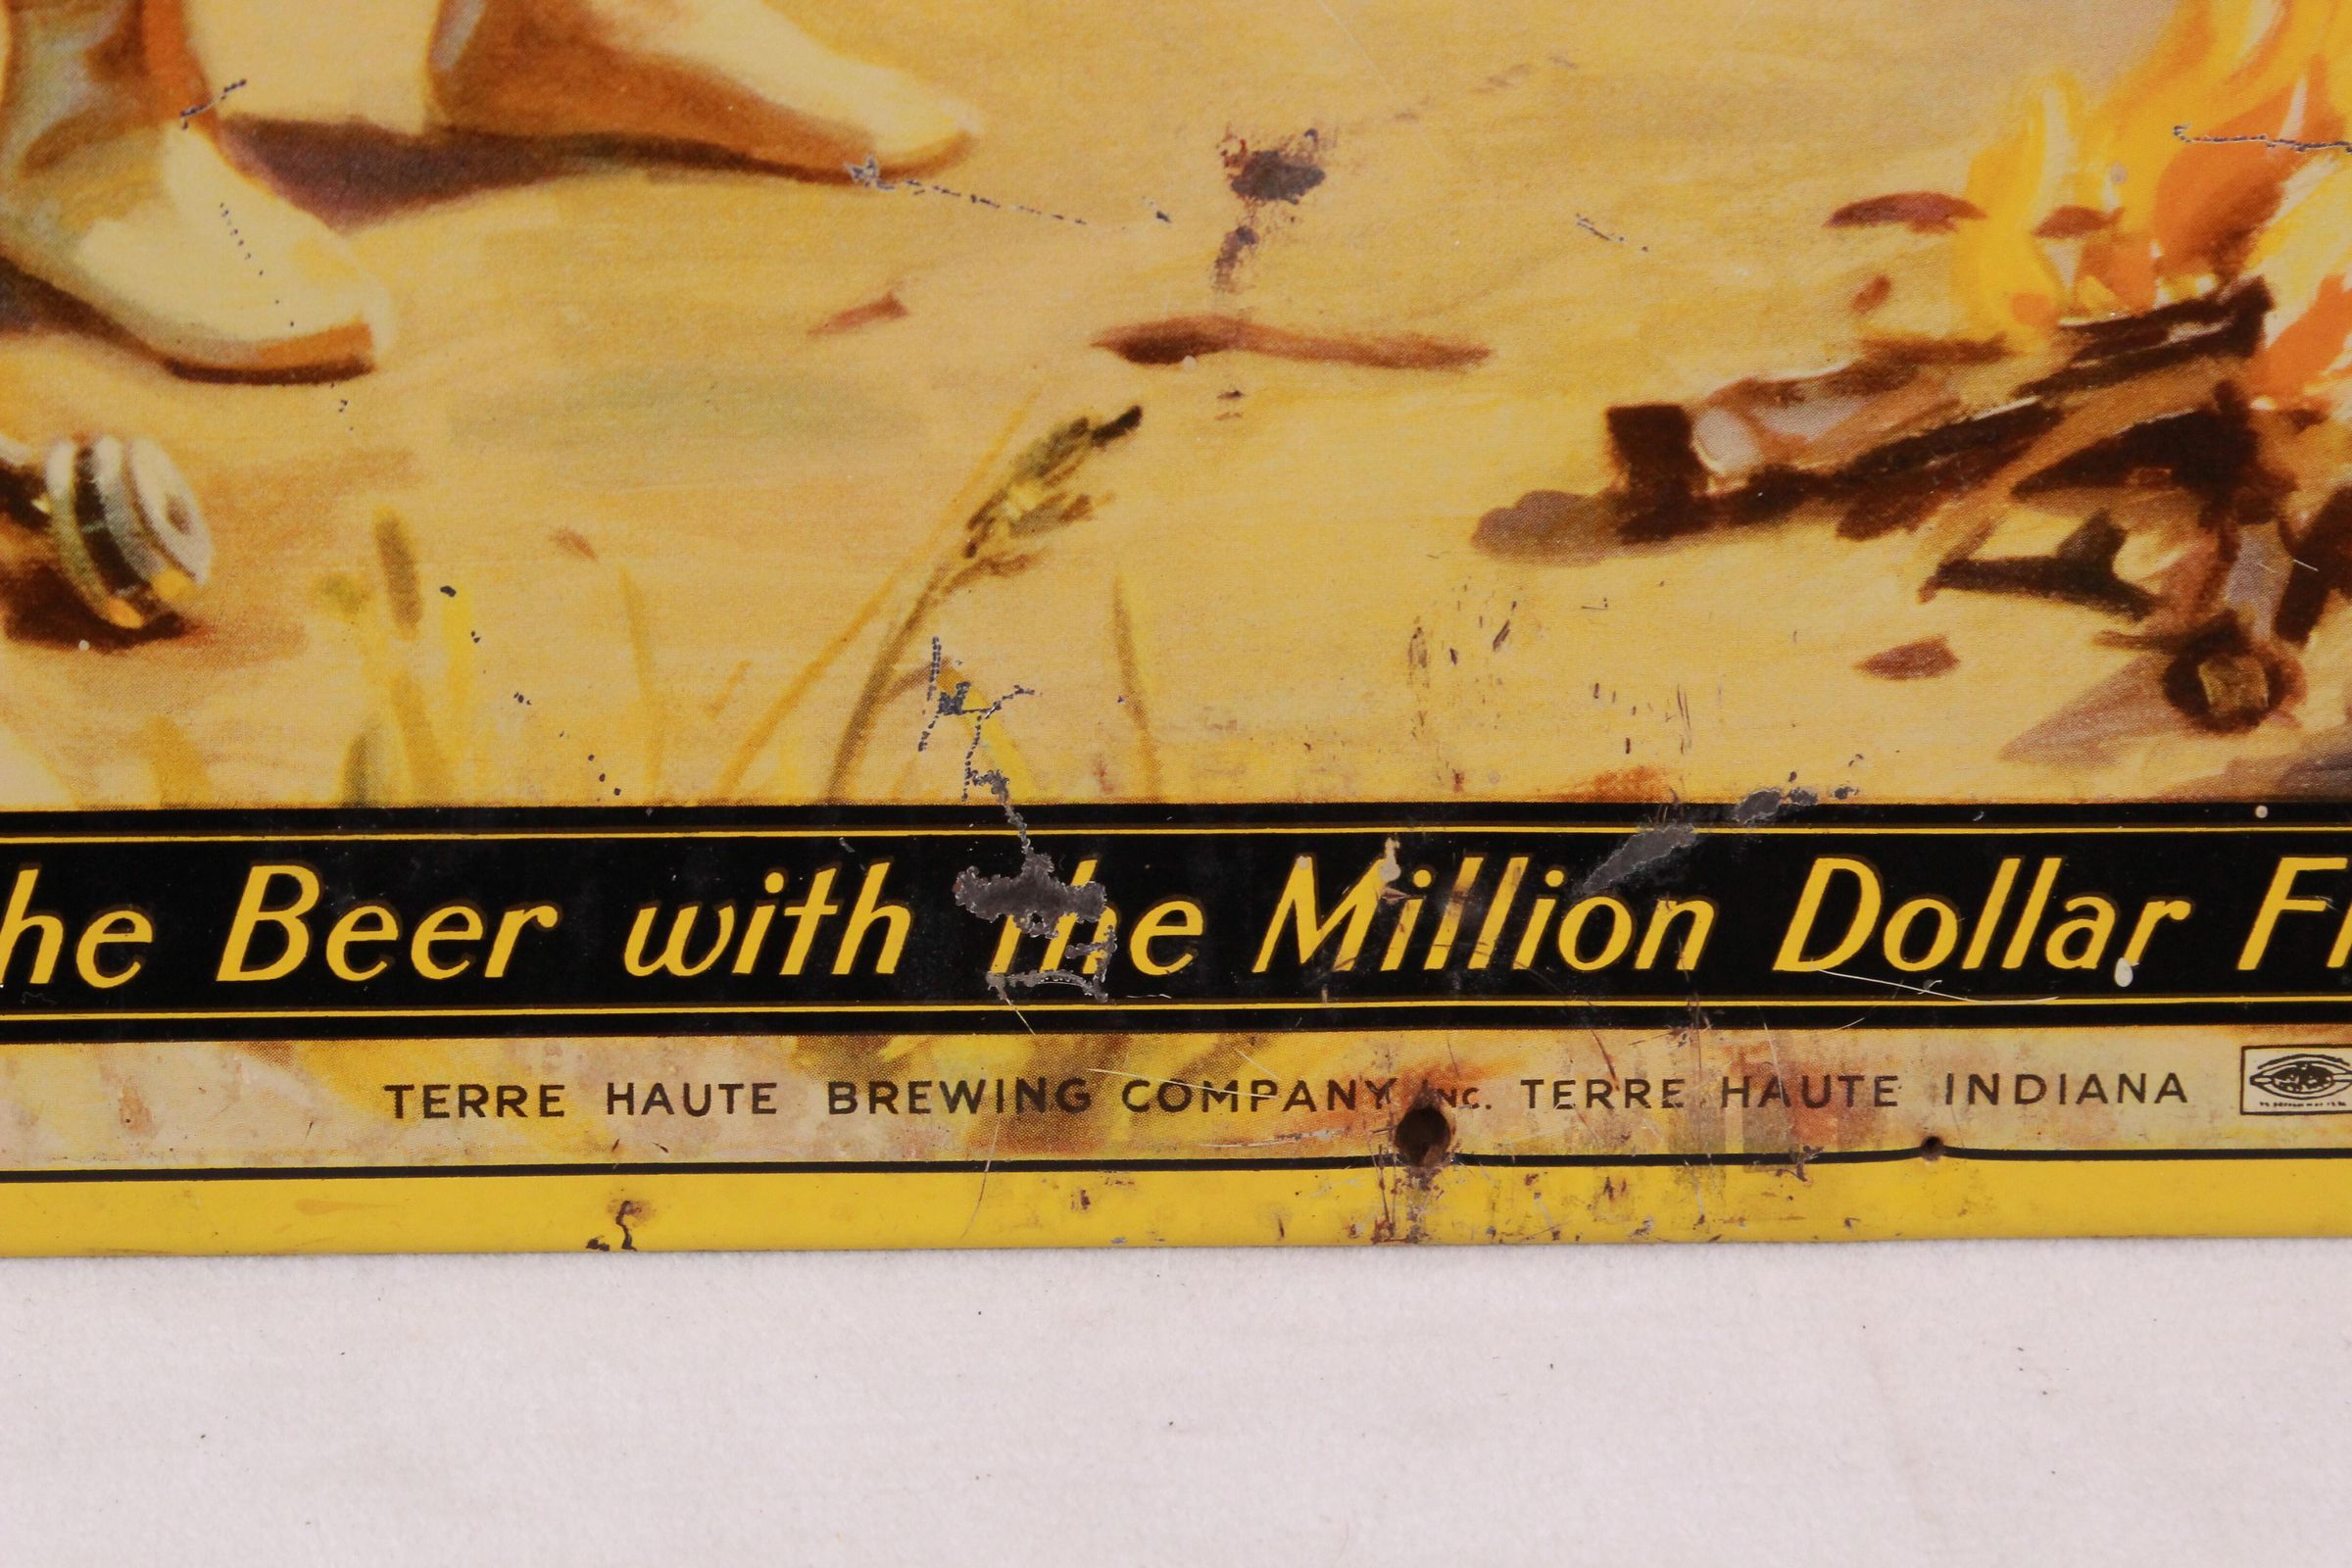 he Beer with the Million Dollar Fl
TERRE HAUTE BREWING COMPANY INC. TERRE HAUTE INDIANA